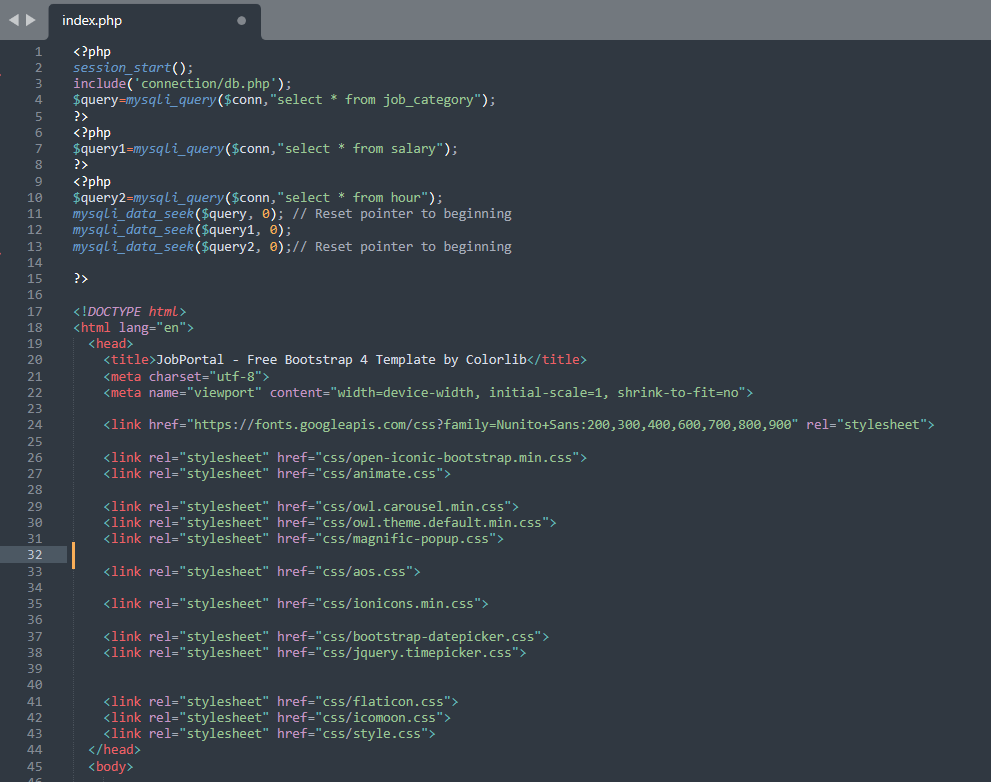 index.php
1 <?php
2 session_start();
3 include('connection/db.php');
4 $query=mysqli_query($conn,"select * from job_category");
5 ?>
6 <?php
7 $query1=mysqli_query($conn,"select * from salary");
8 ?>
9 <?php
10 $query2=mysqli_query($conn,"select * from hour");
11 mysqli_data_seek($query, 0); // Reset pointer to beginning
12 mysqli_data_seek($query1, 0);
13 mysqli_data_seek($query2, 0);// Reset pointer to beginning
14
15 ?>
16
17 <!DOCTYPE html>
18 <html lang="en">
19   <head>
20     <title>JobPortal - Free Bootstrap 4 Template by Colorlib</title>
21     <meta charset="utf-8">
22     <meta name="viewport" content="width=device-width, initial-scale=1, shrink-to-fit=no">
23
24     <link href="https://fonts.googleapis.com/css?family=Nunito+Sans:200,300,400,600,700,800,900" rel="stylesheet">
25
26     <link rel="stylesheet" href="css/open-iconic-bootstrap.min.css">
27     <link rel="stylesheet" href="css/animate.css">
28
29     <link rel="stylesheet" href="css/owl.carousel.min.css">
30     <link rel="stylesheet" href="css/owl.theme.default.min.css">
31     <link rel="stylesheet" href="css/magnific-popup.css">
32
33     <link rel="stylesheet" href="css/aos.css">
34
35     <link rel="stylesheet" href="css/ionicons.min.css">
36
37     <link rel="stylesheet" href="css/bootstrap-datepicker.css">
38     <link rel="stylesheet" href="css/jquery.timepicker.css">
39
40
41     <link rel="stylesheet" href="css/flaticon.css">
42     <link rel="stylesheet" href="css/icomoon.css">
43     <link rel="stylesheet" href="css/style.css">
44   </head>
45   <body>